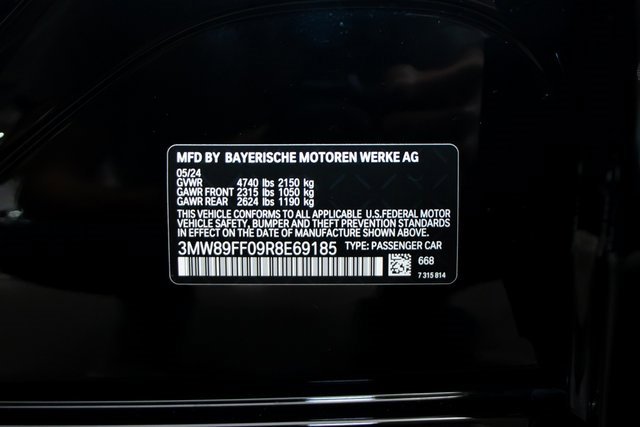 MFD BY BAYERISCHE MOTOREN WERKE AG
05/24
GVWR 4740 lbs 2150 kg
GAWR FRONT 2315 lbs 1050 kg
GAWR REAR 2624 lbs 1190 kg
THIS VEHICLE CONFORMS TO ALL APPLICABLE U.S.FEDERAL MOTOR
VEHICLE SAFETY, BUMPER AND THEFT PREVENTION STANDARDS
IN EFFECT ON THE DATE OF MANUFACTURE SHOWN ABOVE.
3MW89FF09R8E69185 TYPE: PASSENGER CAR
668
7 315 814